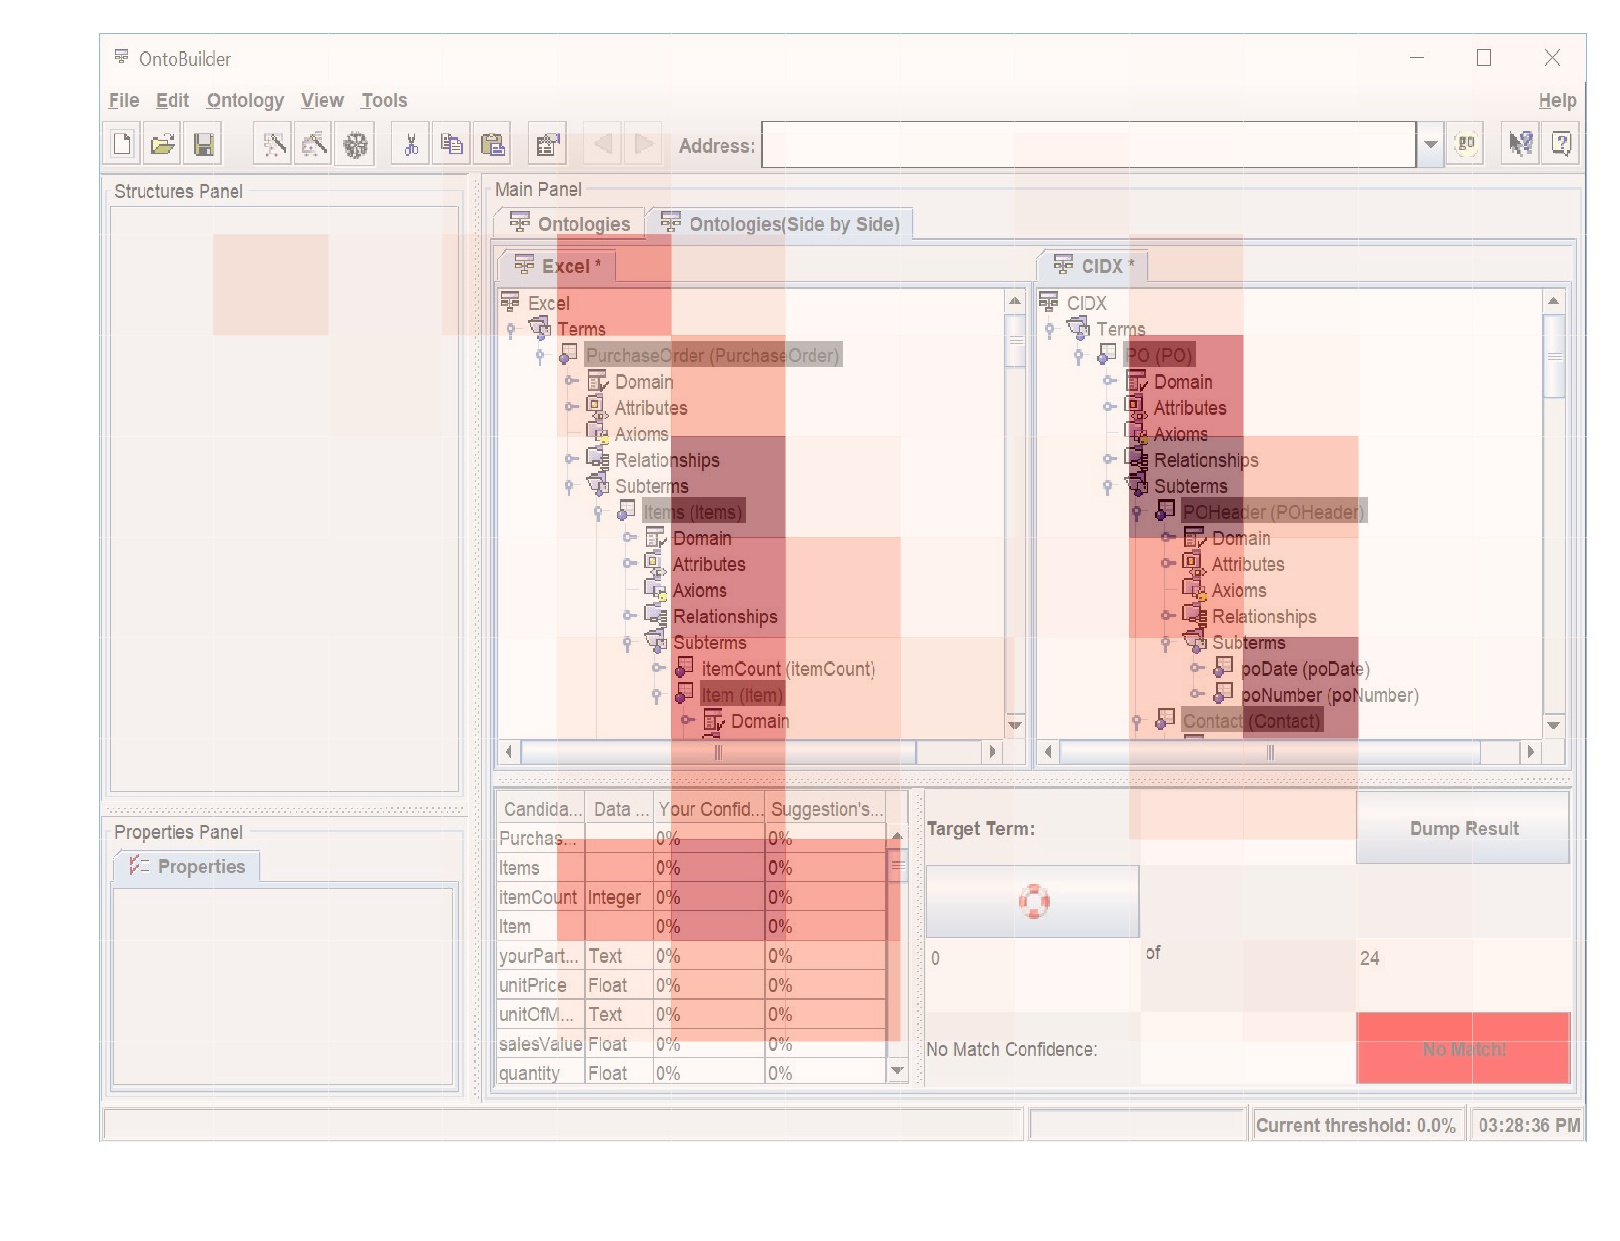 OntoBuilder
File Edit Ontology View Tools Help
Address: go
Structures Panel
Main Panel
Ontologies Ontologies(Side by Side)
Excel * CIDX *
Excel
Terms
PurchaseOrder (PurchaseOrder)
Domain
Attributes
Axioms
Relationships
Subterms
Items (Items)
Domain
Attributes
Axioms
Relationships
Subterms
itemCount (itemCount)
Item (Item)
Domain
CIDX
Terms
PO (PO)
Domain
Attributes
Axioms
Relationships
Subterms
POHeader (POHeader)
Domain
Attributes
Axioms
Relationships
Subterms
poDate (poDate)
poNumber (poNumber)
Contact (Contact)
Candida... Data ... Your Confid... Suggestion's...
Purchas... 0% 0%
Items 0% 0%
itemCount Integer 0% 0%
Item 0% 0%
yourPart... Text 0% 0%
unitPrice Float 0% 0%
unitOfM... Text 0% 0%
salesValue Float 0% 0%
quantity Float 0% 0%
Target Term: Dump Result
0 of 24
No Match Confidence: No Match!
Properties Panel
Properties
Current threshold: 0.0% 03:28:36 PM